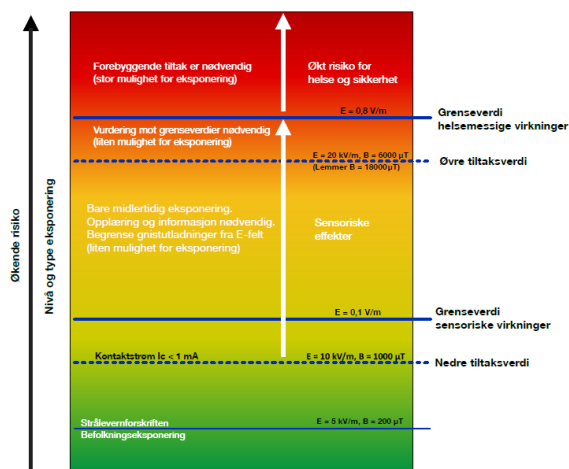 Økende risiko
Nivå og type eksponering
Forebyggende tiltak er nødvendig
(stor mulighet for eksponering)
Økt risiko for
helse og sikkerhet
E = 0,8 V/m
Grenseverdi
helsemessige virkninger
Vurdering mot grenseverdier nødvendig
(liten mulighet for eksponering)
E = 20 kV/m, B = 6000 µT
(Lemmer B = 18000µT)
Øvre tiltaksverdi
Bare midlertidig eksponering.
Opplæring og informasjon nødvendig.
Begrense gnistutladninger fra E-felt
(liten mulighet for eksponering)
Sensoriske
effekter
E = 0,1 V/m
Grenseverdi
sensoriske virkninger
Kontaktstrøm Ic < 1 mA
E = 10 kV/m, B = 1000 µT
Nedre tiltaksverdi
Strålevernforskriften
Befolkningseksponering
E = 5 kV/m, B = 200 µT